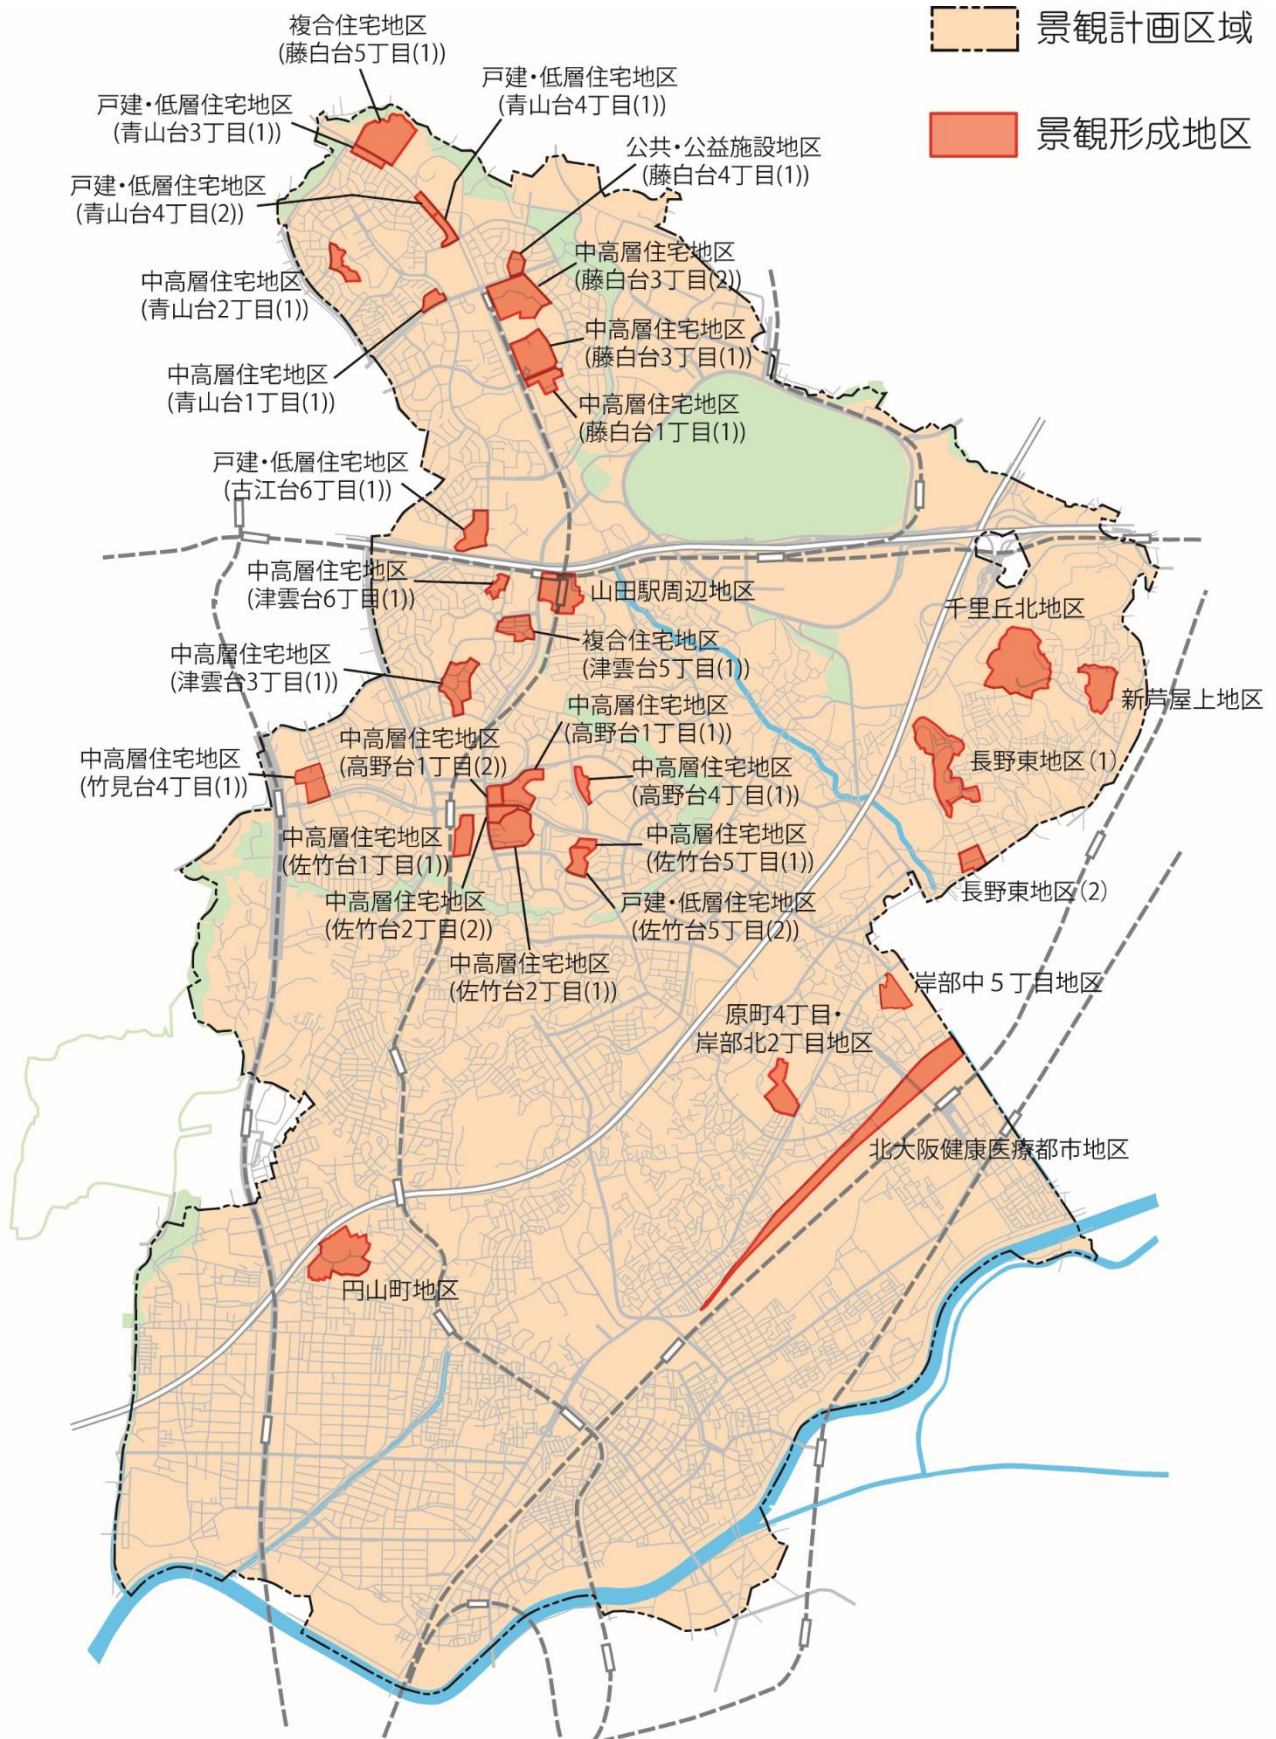 複合住宅地区
(藤白台5丁目(1))
景観計画区域
戸建・低層住宅地区
(青山台4丁目(1))
戸建・低層住宅地区
(青山台3丁目(1))
景観形成地区
公共・公益施設地区
(藤白台4丁目(1))
戸建・低層住宅地区
(青山台4丁目(2))
中高層住宅地区
(藤白台3丁目(2))
中高層住宅地区
(青山台2丁目(1))
中高層住宅地区
(藤白台3丁目(1))
中高層住宅地区
(青山台1丁目(1))
中高層住宅地区
(藤白台1丁目(1))
戸建・低層住宅地区
(古江台6丁目(1))
中高層住宅地区
(津雲台6丁目(1))
山田駅周辺地区
千里丘北地区
複合住宅地区
(津雲台5丁目(1))
中高層住宅地区
(津雲台3丁目(1))
新芦屋上地区
中高層住宅地区
(高野台1丁目(1))
中高層住宅地区
(高野台1丁目(2))
長野東地区(1)
中高層住宅地区
(竹見台4丁目(1))
中高層住宅地区
(高野台4丁目(1))
中高層住宅地区
(佐竹台1丁目(1))
中高層住宅地区
(佐竹台5丁目(1))
長野東地区(2)
中高層住宅地区
(佐竹台2丁目(2))
戸建・低層住宅地区
(佐竹台5丁目(2))
中高層住宅地区
(佐竹台2丁目(1))
岸部中5丁目地区
原町4丁目・
岸部北2丁目地区
北大阪健康医療都市地区
円山町地区